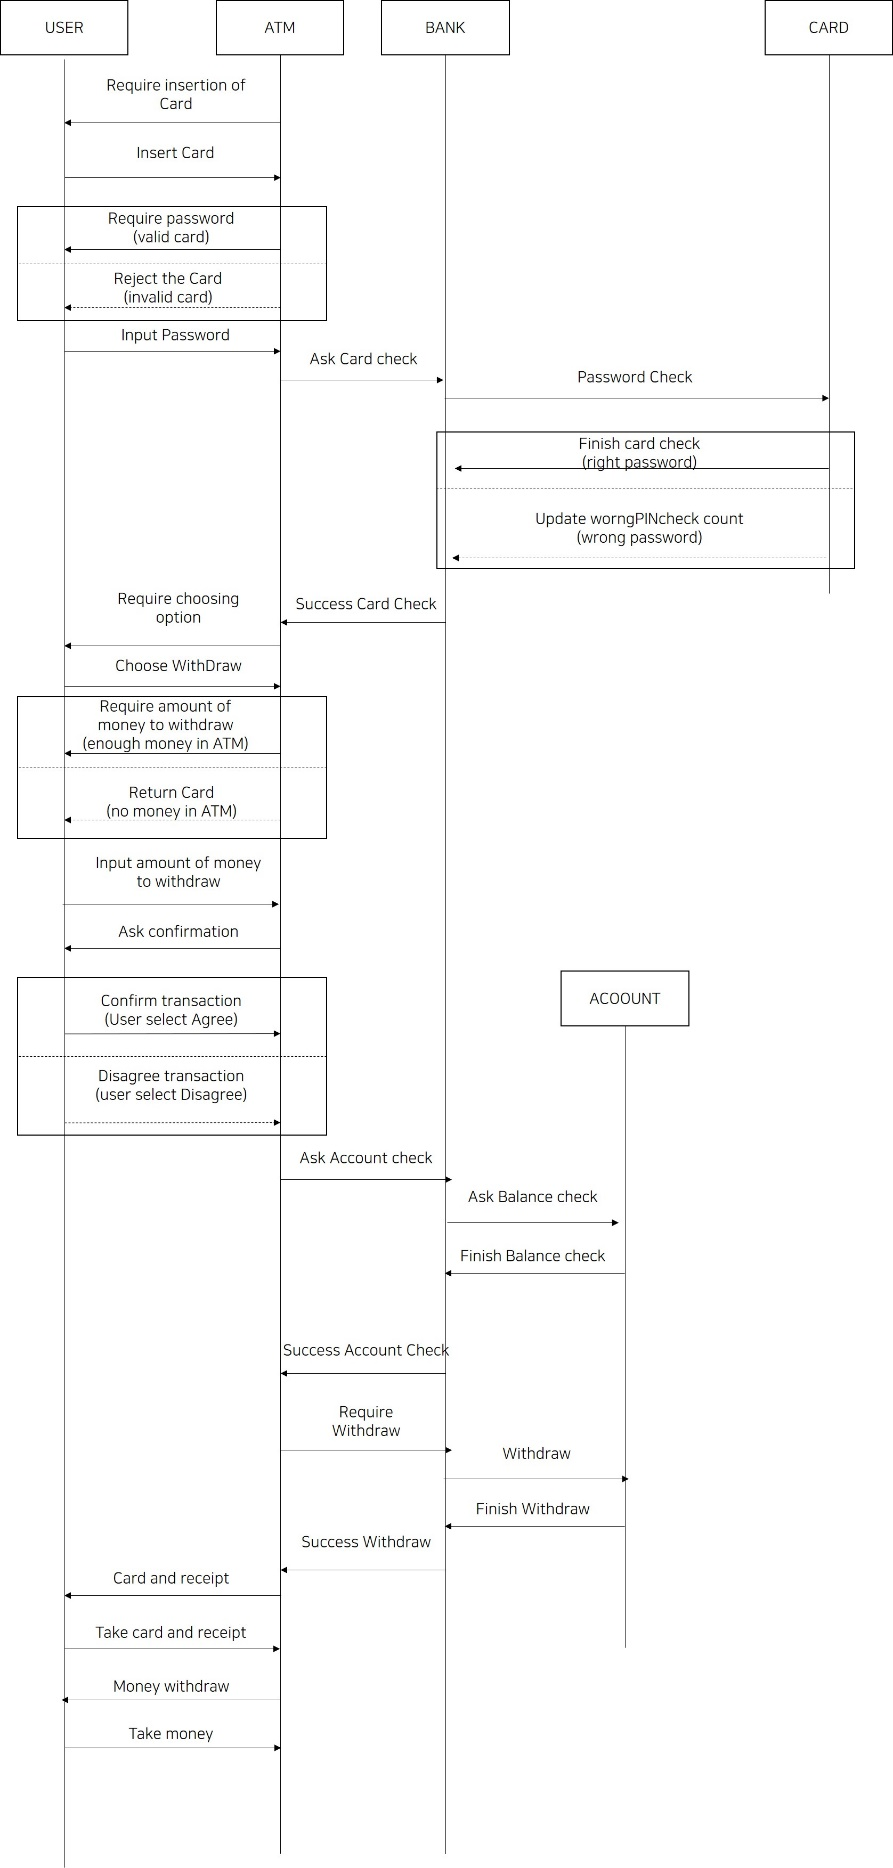 USER
ATM
BANK
CARD
Require insertion of
Card
Insert Card
Require password
(valid card)
Reject the Card
(invalid card)
Input Password
Ask Card check
Password Check
Finish card check
(right password)
Update worngPINcheck count
(wrong password)
Require choosing
option
Success Card Check
Choose WithDraw
Require amount of
money to withdraw
(enough money in ATM)
Return Card
(no money in ATM)
Input amount of money
to withdraw
Ask confirmation
ACOOUNT
Confirm transaction
(User select Agree)
Disagree transaction
(user select Disagree)
Ask Account check
Ask Balance check
Finish Balance check
Success Account Check
Require
Withdraw
Withdraw
Finish Withdraw
Success Withdraw
Card and receipt
Take card and receipt
Money withdraw
Take money